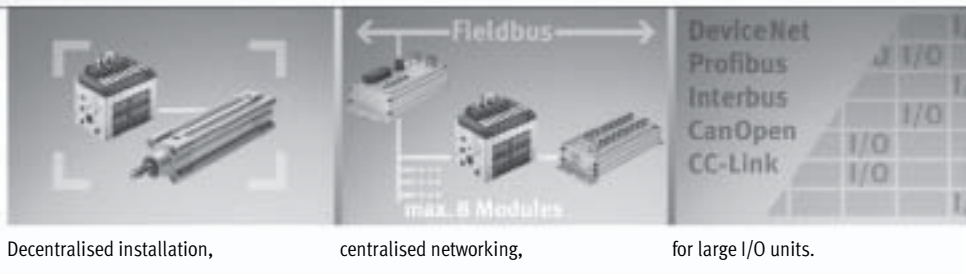 Fieldbus
max. 8 Modules
DeviceNet
Profibus
Interbus
CanOpen
CC-Link
I/O
I/O
I/O
I/O
Decentralised installation,
centralised networking,
for large I/O units.